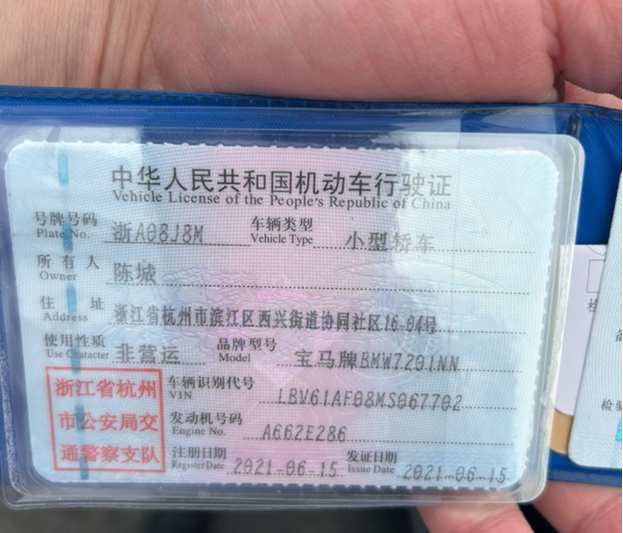 中华人民共和国机动车行驶证
Vehicle License of the People's Republic of China
号牌号码 浙A08J8M 车辆类型 小型轿车
Plate No. Vehicle Type
所有人 陈城
Owner
住址 浙江省杭州市滨江区西兴街道协同社区16-04号
Address
使用性质 非营运 品牌型号 宝马牌BMW7201NN
Use Character Model
浙江省杭州
市公安局交
通警察支队
车辆识别代号 LBV61AF08MS067702
VIN
发动机号码 A662E286
Engine No.
注册日期 2021-06-15 发证日期 2021-06-15
Register Date Issue Date